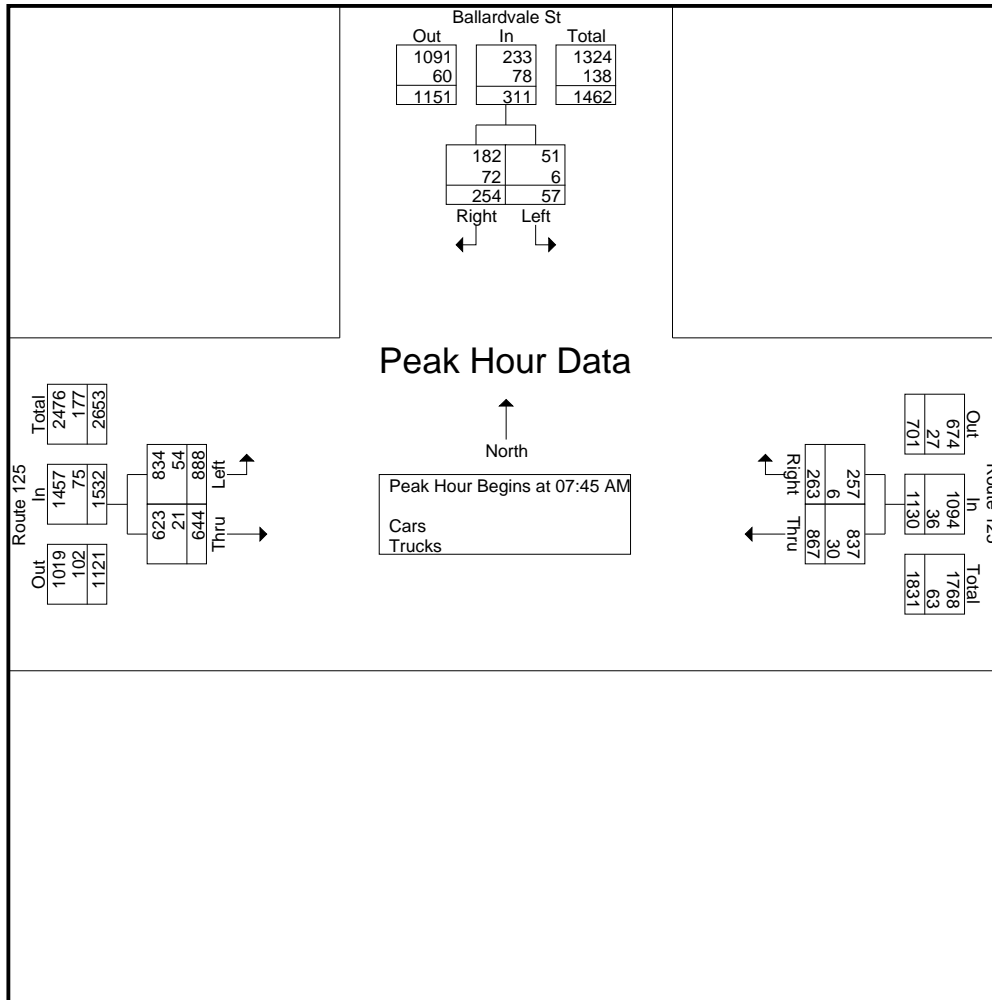 Ballardvale St
Out In Total
1091 233 1324
60 78 138
1151 311 1462
182 51
72 6
254 57
Right Left
Peak Hour Data
North
Peak Hour Begins at 07:45 AM
Cars
Trucks
Route 125
Total
2476
177
2653
In
1457
75
1532
Out
1019
102
1121
Left
834
54
888
Thru
623
21
644
Out
674
27
701
In
1094
36
1130
Total
1768
63
1831
Right
257
6
263
Thru
837
30
867